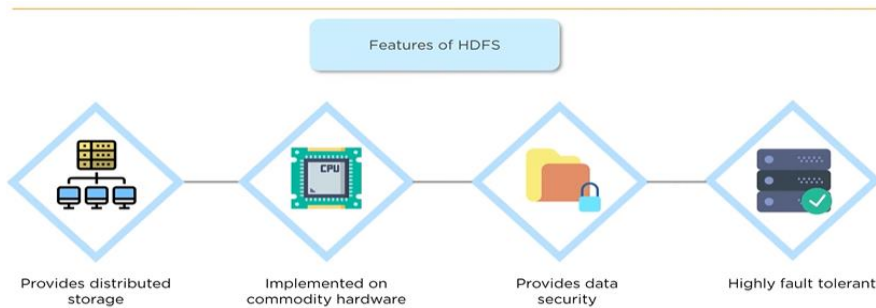 Features of HDFS
CPU
Provides distributed
storage
Implemented on
commodity hardware
Provides data
security
Highly fault tolerant